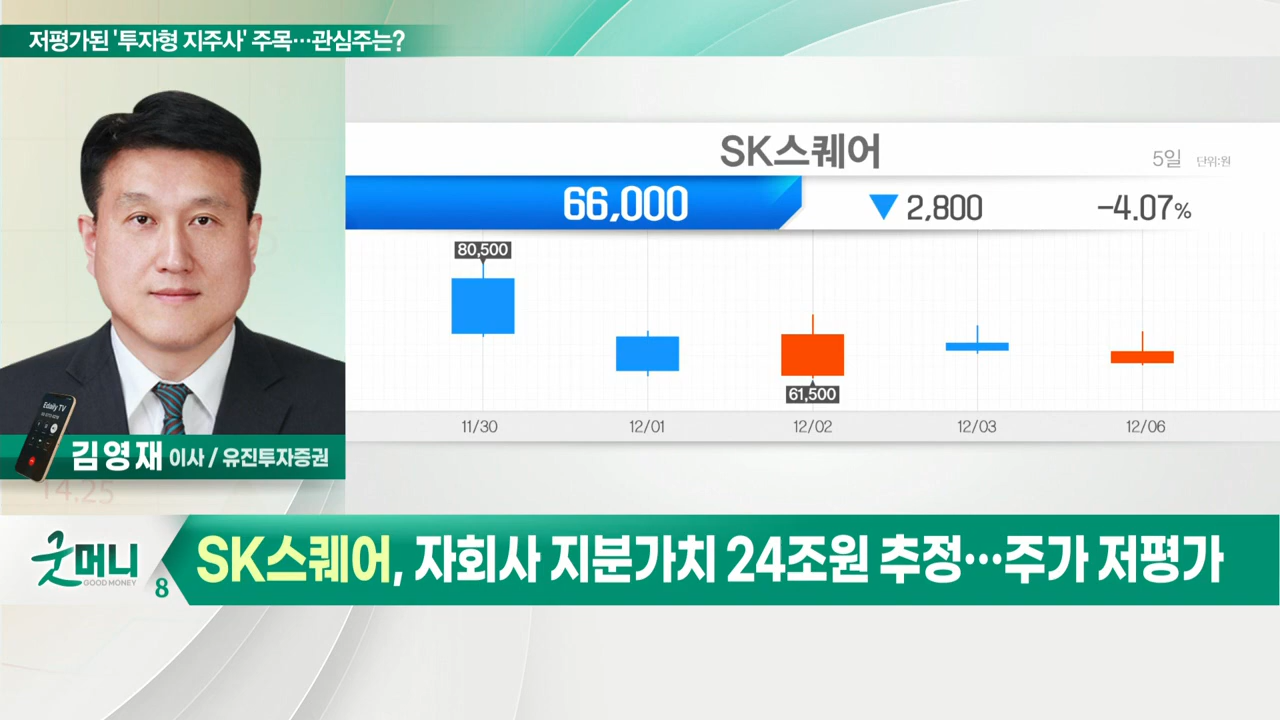 저평가된 '투자형 지주사' 주목…관심주는?
SK스퀘어
5일 단위:원
66,000 ▼ 2,800 -4.07%
80,500
61,500
11/30 12/01 12/02 12/03 12/06
Edaily TV
김영재 이사 / 유진투자증권
14.25
굿머니
GOOD MONEY
8
SK스퀘어, 자회사 지분가치 24조원 추정…주가 저평가